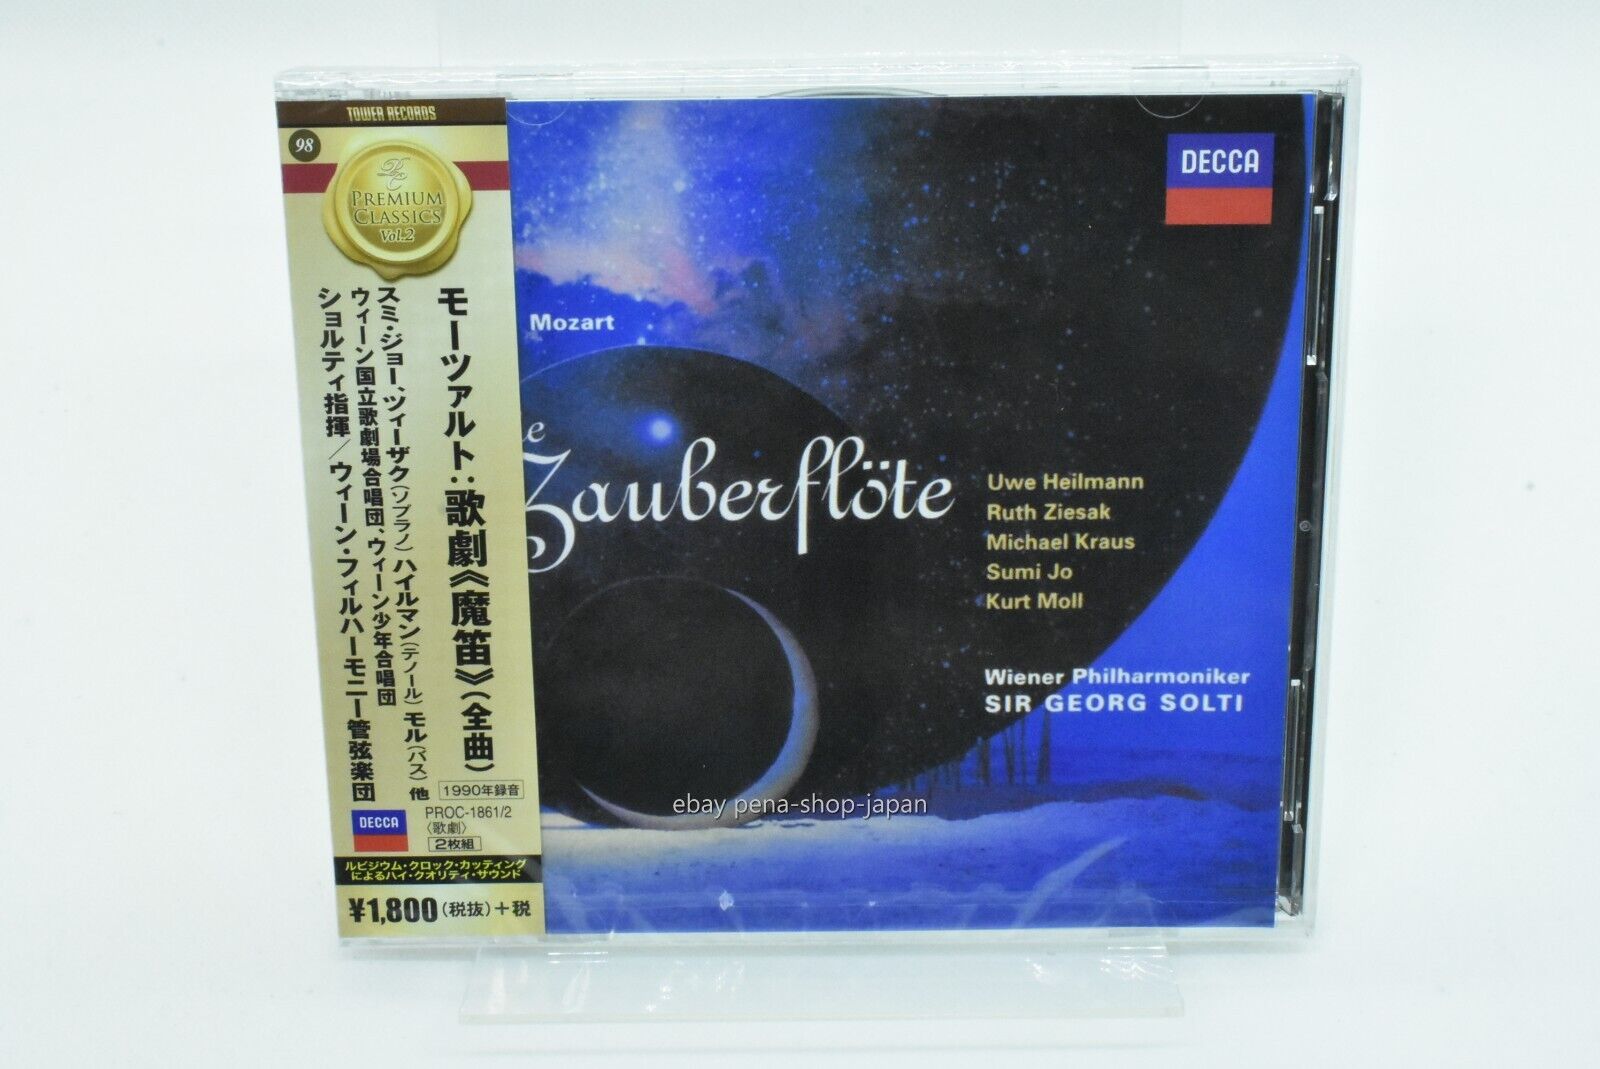 TOWER RECORDS
98
PC
PREMIUM
CLASSICS
Vol.2
モーツァルト:歌劇《魔笛》(全曲)
1990年録音
スミ・ジョー、ツィーザク(ソプラノ)ハイルマン(テノール)モル(バス)他
ウィーン国立歌劇場合唱団、ウィーン少年合唱団
ショルティ指揮/ウィーン・フィルハーモニー管弦楽団
DECCA
PROC-1861/2
〈歌劇〉
2枚組
ルビジウム・クロック・カッティング
によるハイ・クオリティ・サウンド
¥1,800(税抜)+税
DECCA
Mozart
e
Zauberflöte
Uwe Heilmann
Ruth Ziesak
Michael Kraus
Sumi Jo
Kurt Moll
Wiener Philharmoniker
SIR GEORG SOLTI
ebay pena-shop-japan